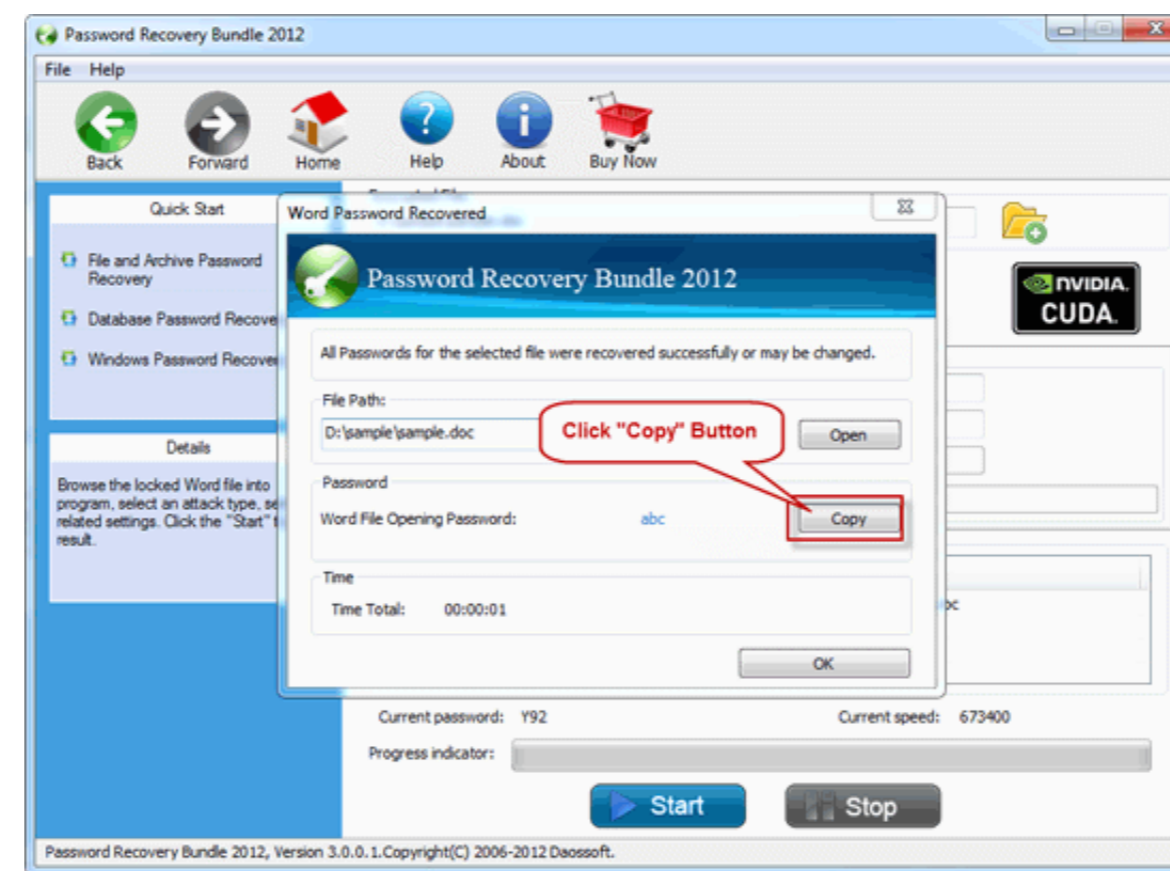 Password Recovery Bundle 2012
File Help
Back Forward Home Help About Buy Now
Quick Start
File and Archive Password
Recovery
Database Password Recove
Windows Password Recove
Details
Browse the locked Word file into
program, select an attack type, se
related settings. Click the "Start" t
result.
Word Password Recovered
Password Recovery Bundle 2012
All Passwords for the selected file were recovered successfully or may be changed.
File Path:
D:\sample\sample.doc
Click "Copy" Button
Open
Password
Word File Opening Password: abc
Copy
Time
Time Total: 00:00:01
OK
NVIDIA.
CUDA.
Current password: Y92 Current speed: 673400
Progress indicator:
Start Stop
Password Recovery Bundle 2012, Version 3.0.0.1.Copyright(C) 2006-2012 Daossoft.